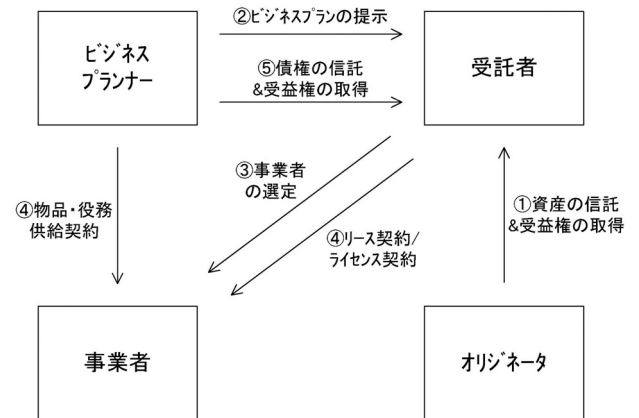 ②ビジネスプランの提示
ビジネス
プランナー
受託者
⑤債権の信託
&受益権の取得
③事業者
の選定
④物品・役務
供給契約
①資産の信託
&受益権の取得
④リース契約/
ライセンス契約
事業者
オリジネータ